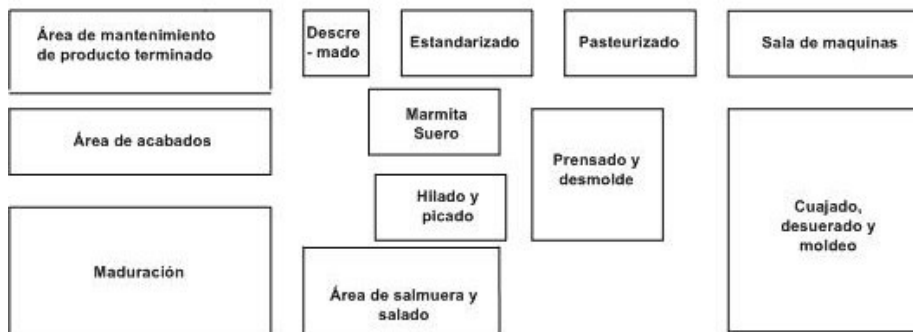 Área de mantenimiento
de producto terminado
Descre
- mado
Estandarizado
Pasteurizado
Sala de maquinas
Marmita
Suero
Área de acabados
Prensado y
desmolde
Hilado y
picado
Cuajado,
desuerado y
moldeo
Maduración
Área de salmuera y
salado